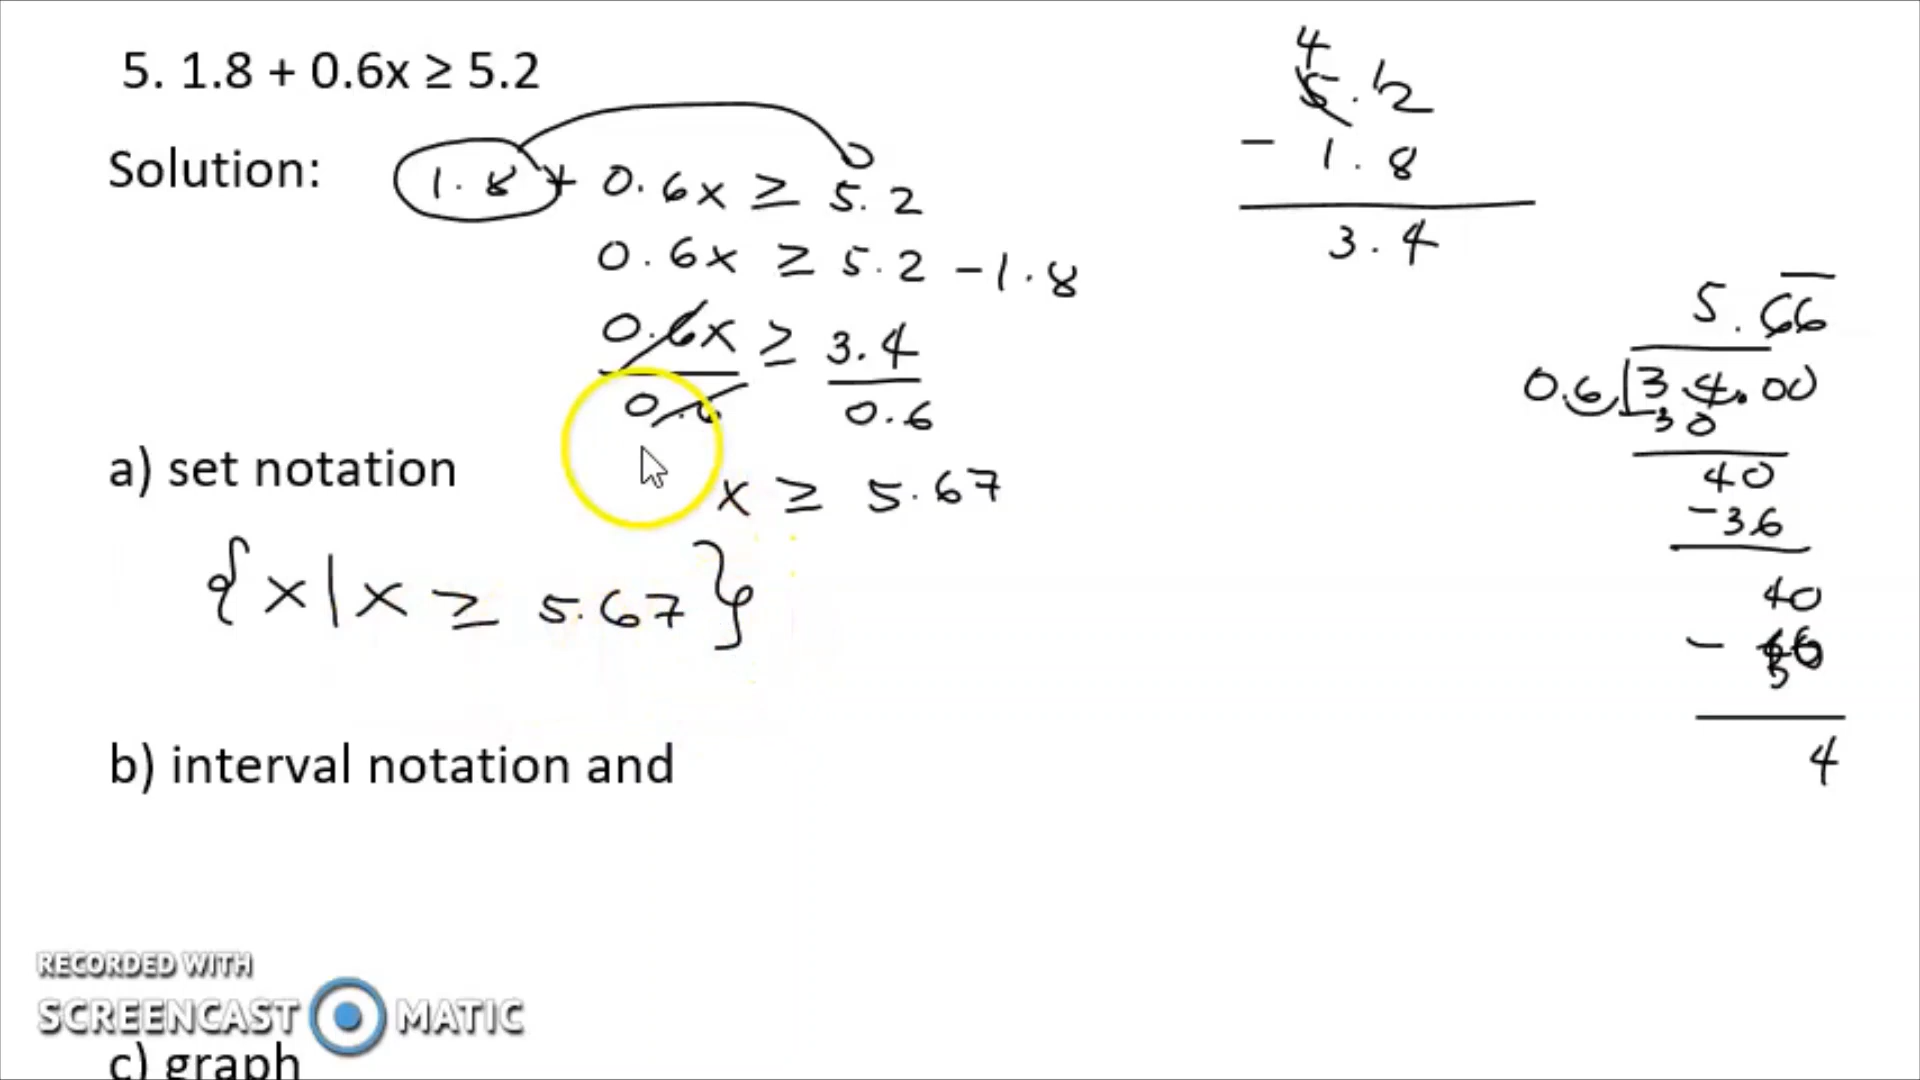 5. 1.8 + 0.6x ≥ 5.2
Solution:
1.8 + 0.6x ≥ 5.2
0.6x ≥ 5.2 - 1.8
0.6x ≥ 3.4
0.6 0.6
x ≥ 5.67
a) set notation
{x|x ≥ 5.67}
b) interval notation and
c) graph
4
5.12
- 1.8
3.4
5.66
0.6 34.00
30
40
-36
40
- 36
4
RECORDED WITH
SCREENCAST MATIC